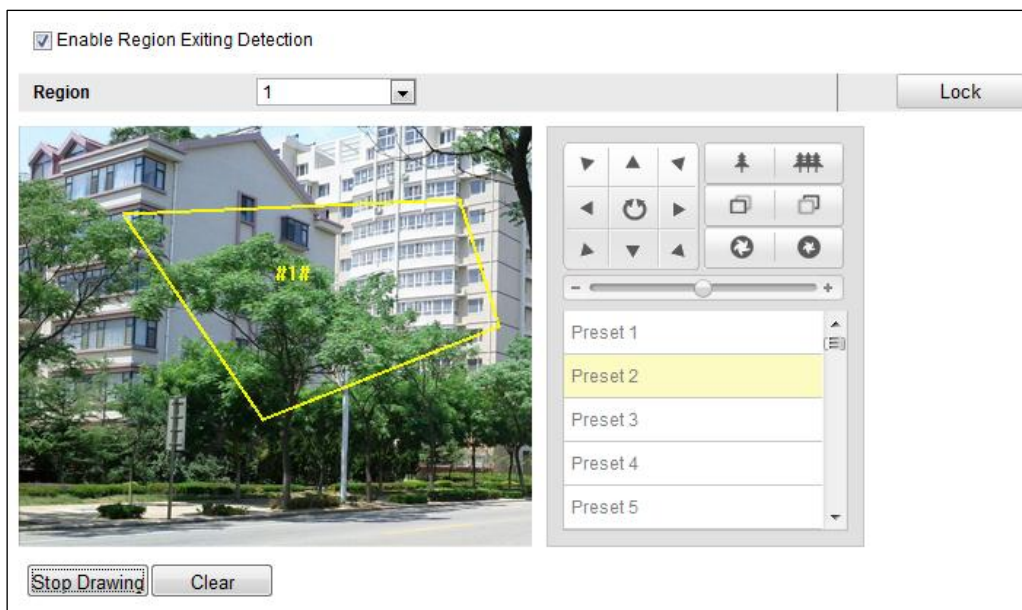 Enable Region Exiting Detection
Region 1 Lock
#1#
Preset 1
Preset 2
Preset 3
Preset 4
Preset 5
Stop Drawing Clear